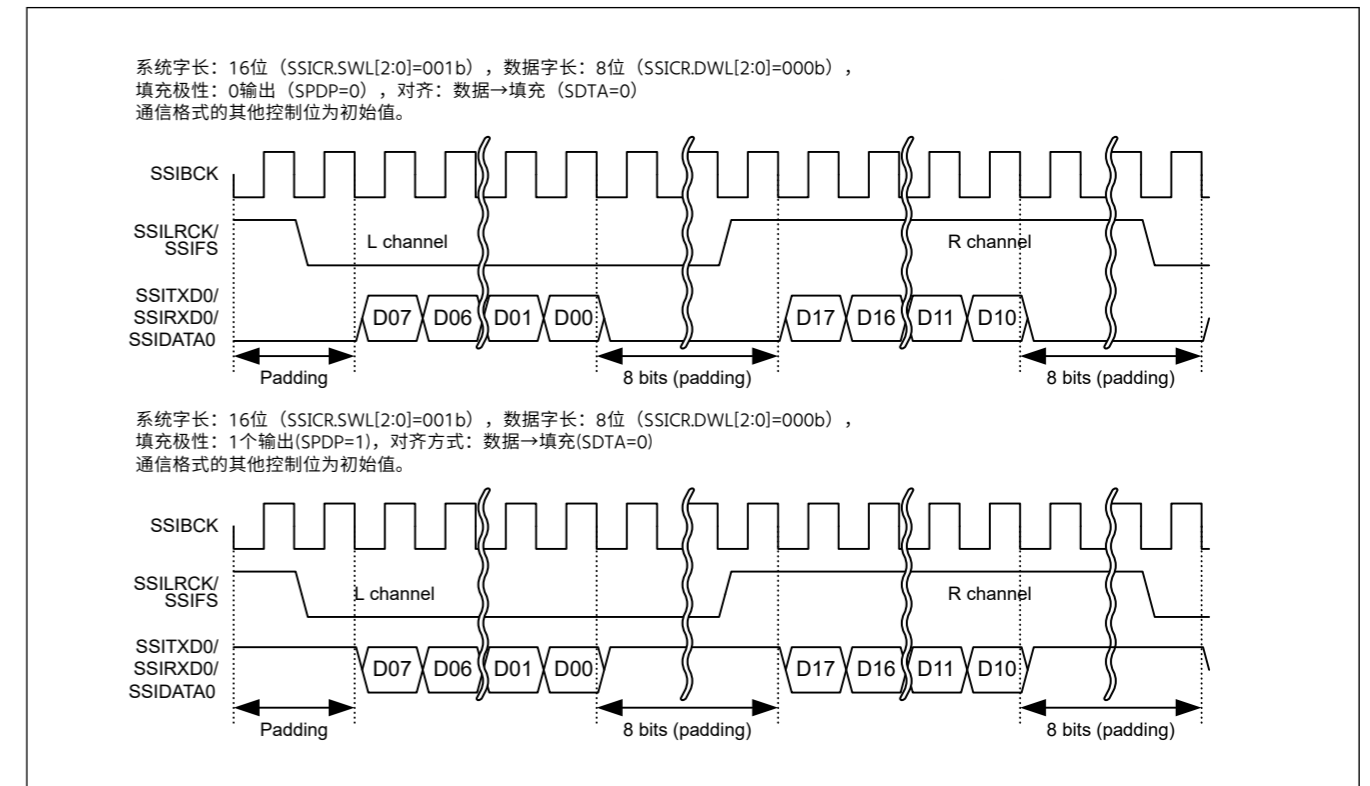 系统字长：16位（SSICR.SWL[2:0]=001b），数据字长：8位（SSICR.DWL[2:0]=000b），
填充极性：0输出（SPDP=0），对齐：数据→填充（SDTA=0）
通信格式的其他控制位为初始值。
SSIBCK
SSILRCK/
SSIFS
L channel
R channel
SSITXD0/
SSIRXD0/
SSIDATA0
D07 D06 D01 D00 D17 D16 D11 D10
Padding 8 bits (padding) 8 bits (padding)
系统字长：16位（SSICR.SWL[2:0]=001b），数据字长：8位（SSICR.DWL[2:0]=000b），
填充极性：1个输出(SPDP=1)，对齐方式：数据→填充(SDTA=0)
通信格式的其他控制位为初始值。
SSIBCK
SSILRCK/
SSIFS
L channel
R channel
SSITXD0/
SSIRXD0/
SSIDATA0
D07 D06 D01 D00 D17 D16 D11 D10
Padding 8 bits (padding) 8 bits (padding)